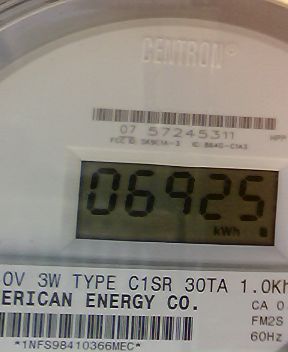 CENTRON®
07 57245311
06925
kWh
0V 3W TYPE C1SR 30TA 1.0Kh
ERICAN ENERGY CO.
CA 0
FM2S
60Hz
*1NFS98410366MEC*